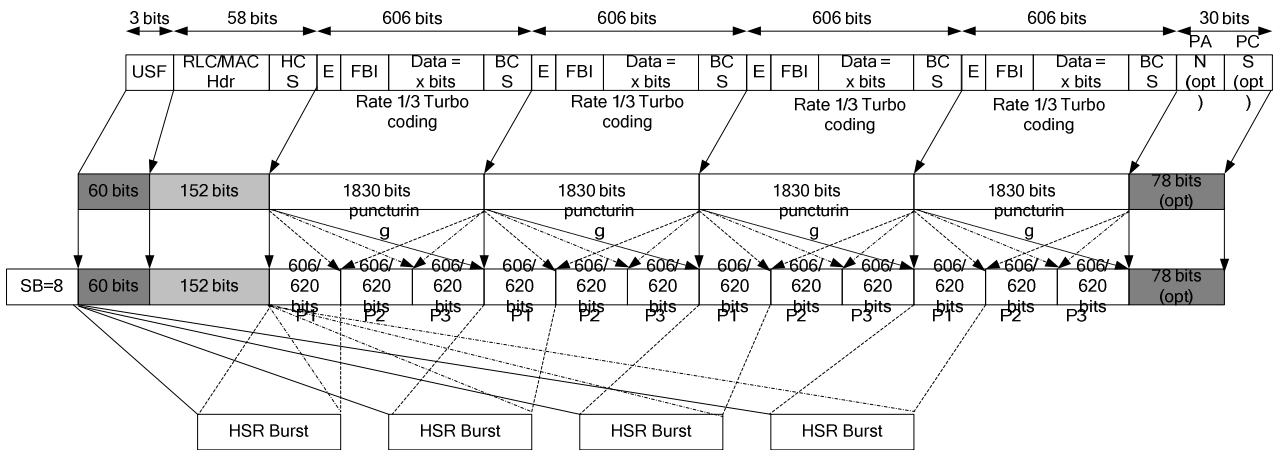 3 bits 58 bits 606 bits 606 bits 606 bits 606 bits 30 bits
USF RLC/MAC Hdr HC S E FBI Data = x bits BC S E FBI Data = x bits BC S E FBI Data = x bits BC S E FBI Data = x bits BC S PA N (opt ) PC S (opt )
Rate 1/3 Turbo coding Rate 1/3 Turbo coding Rate 1/3 Turbo coding Rate 1/3 Turbo coding
60 bits 152 bits 1830 bits puncturin g 1830 bits puncturin g 1830 bits puncturin g 1830 bits puncturin g 78 bits (opt)
SB=8 60 bits 152 bits 606/ 620 bits P1 606/ 620 bits P2 606/ 620 bits P3 606/ 620 bits P1 606/ 620 bits P2 606/ 620 bits P3 606/ 620 bits P1 606/ 620 bits P2 606/ 620 bits P3 606/ 620 bits P1 606/ 620 bits P2 606/ 620 bits P3 78 bits (opt)
HSR Burst HSR Burst HSR Burst HSR Burst